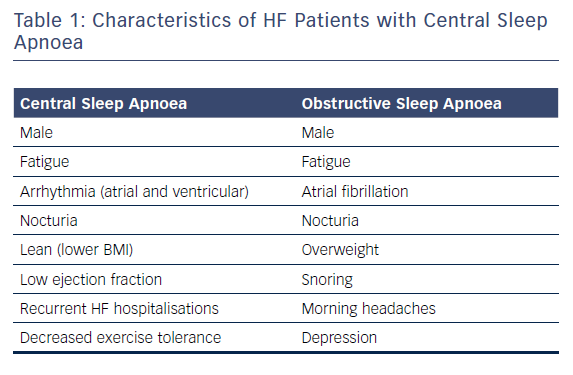 Table 1: Characteristics of HF Patients with Central Sleep
Apnoea
Central Sleep Apnoea Obstructive Sleep Apnoea
Male Male
Fatigue Fatigue
Arrhythmia (atrial and ventricular) Atrial fibrillation
Nocturia Nocturia
Lean (lower BMI) Overweight
Low ejection fraction Snoring
Recurrent HF hospitalisations Morning headaches
Decreased exercise tolerance Depression